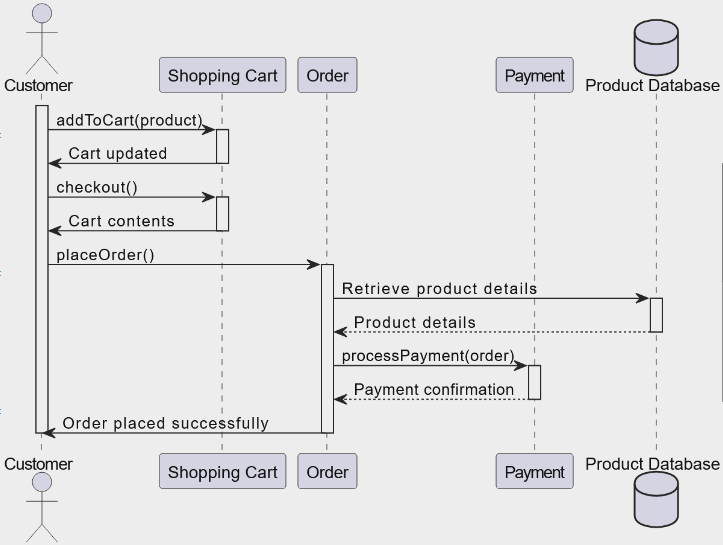 Customer
Shopping Cart
Order
Payment
Product Database
addToCart(product)
Cart updated
checkout()
Cart contents
placeOrder()
Retrieve product details
Product details
processPayment(order)
Payment confirmation
Order placed successfully
Customer
Shopping Cart
Order
Payment
Product Database